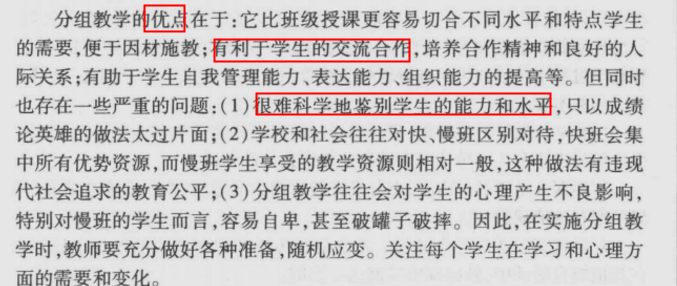 分组教学的优点在于:它比班级授课更容易切合不同水平和特点学生
的需要,便于因材施教;有利于学生的交流合作,培养合作精神和良好的人
际关系;有助于学生自我管理能力、表达能力、组织能力的提高等。但同时
也存在一些严重的问题:(1)很难科学地鉴别学生的能力和水平,只以成绩
论英雄的做法太过片面;(2)学校和社会往往对快、慢班区别对待,快班会集
中所有优势资源,而慢班学生享受的教学资源则相对一般,这种做法有违现
代社会追求的教育公平;(3)分组教学往往会对学生的心理产生不良影响,
特别对慢班的学生而言,容易自卑,甚至破罐子破摔。因此,在实施分组教
学时,教师要充分做好各种准备,随机应变。关注每个学生在学习和心理方
面的需要和变化。